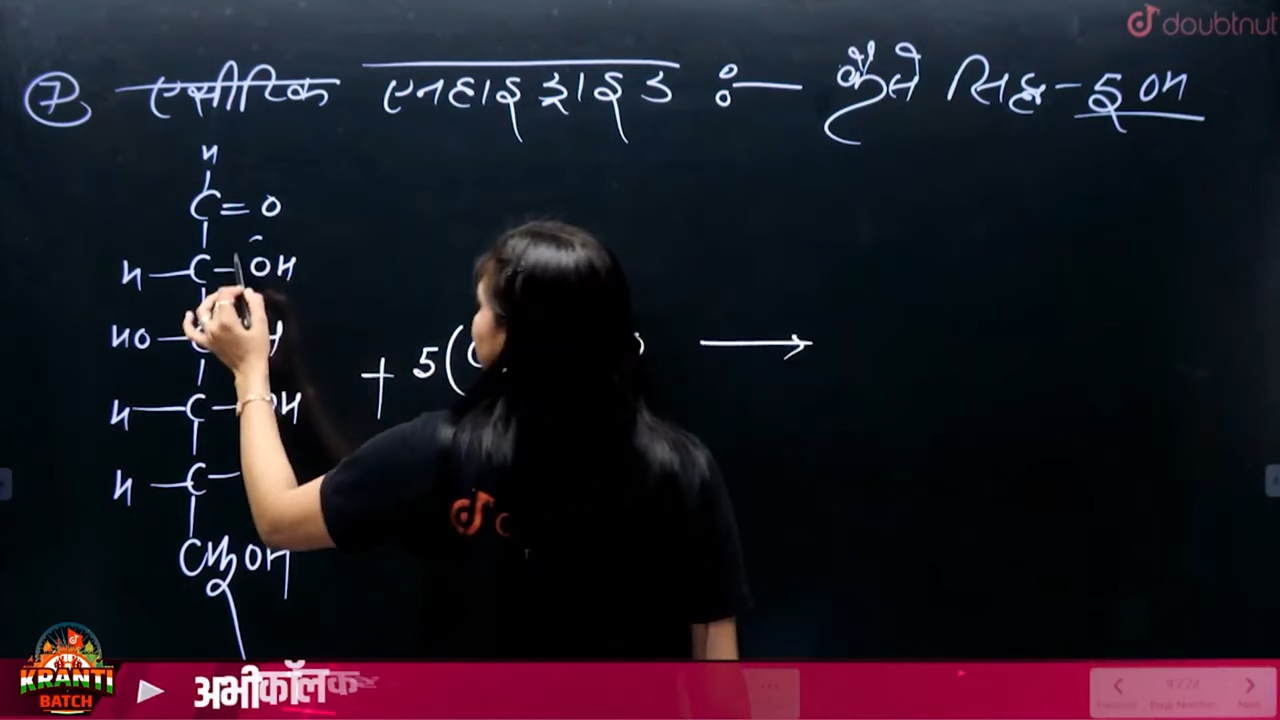 doubtnut
⑦ एसीटिक एनहाइड्राइड :— कैसे सिद्ध - 5 OH
H
C = O
H — C — OH
HO — H
+ 5(
H — C — OH
H — C —
CH2OH
KRANTI
BATCH
अभी कॉल क